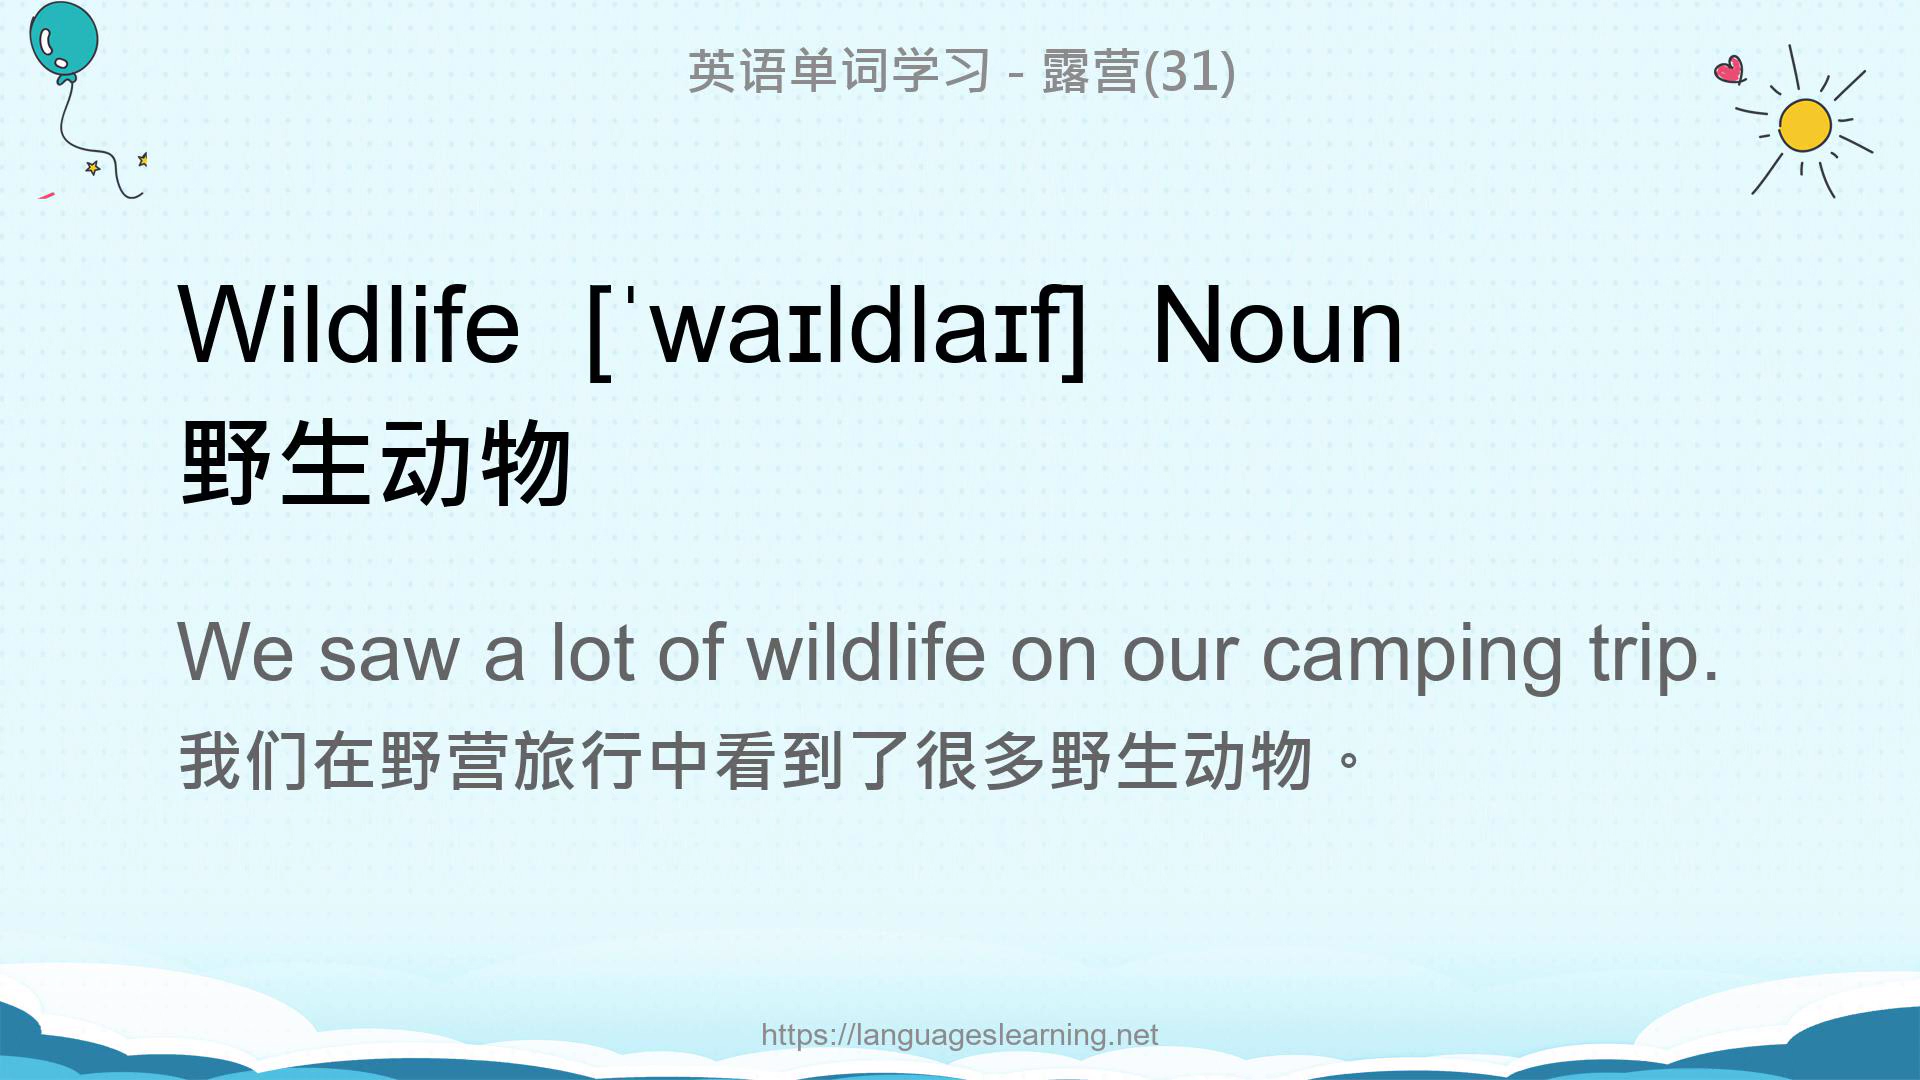 英语单词学习 - 露营(31)
Wildlife [ˈwaɪldlaɪf] Noun
野生动物
We saw a lot of wildlife on our camping trip.
我们在野营旅行中看到了很多野生动物。
https://languageslearning.net